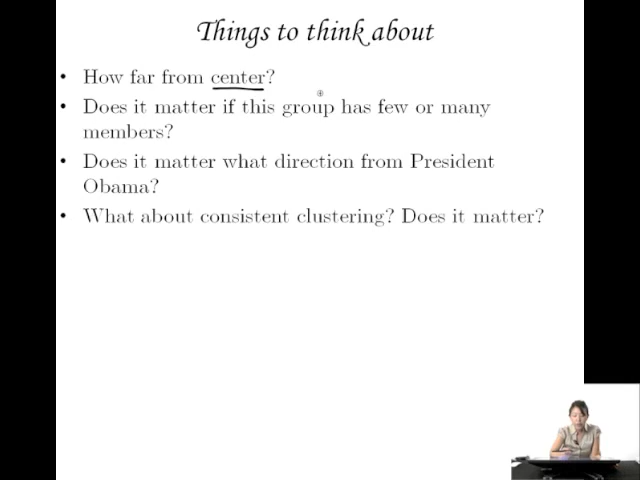 Things to think about
• How far from center?
• Does it matter if this group has few or many
members?
• Does it matter what direction from President
Obama?
• What about consistent clustering? Does it matter?